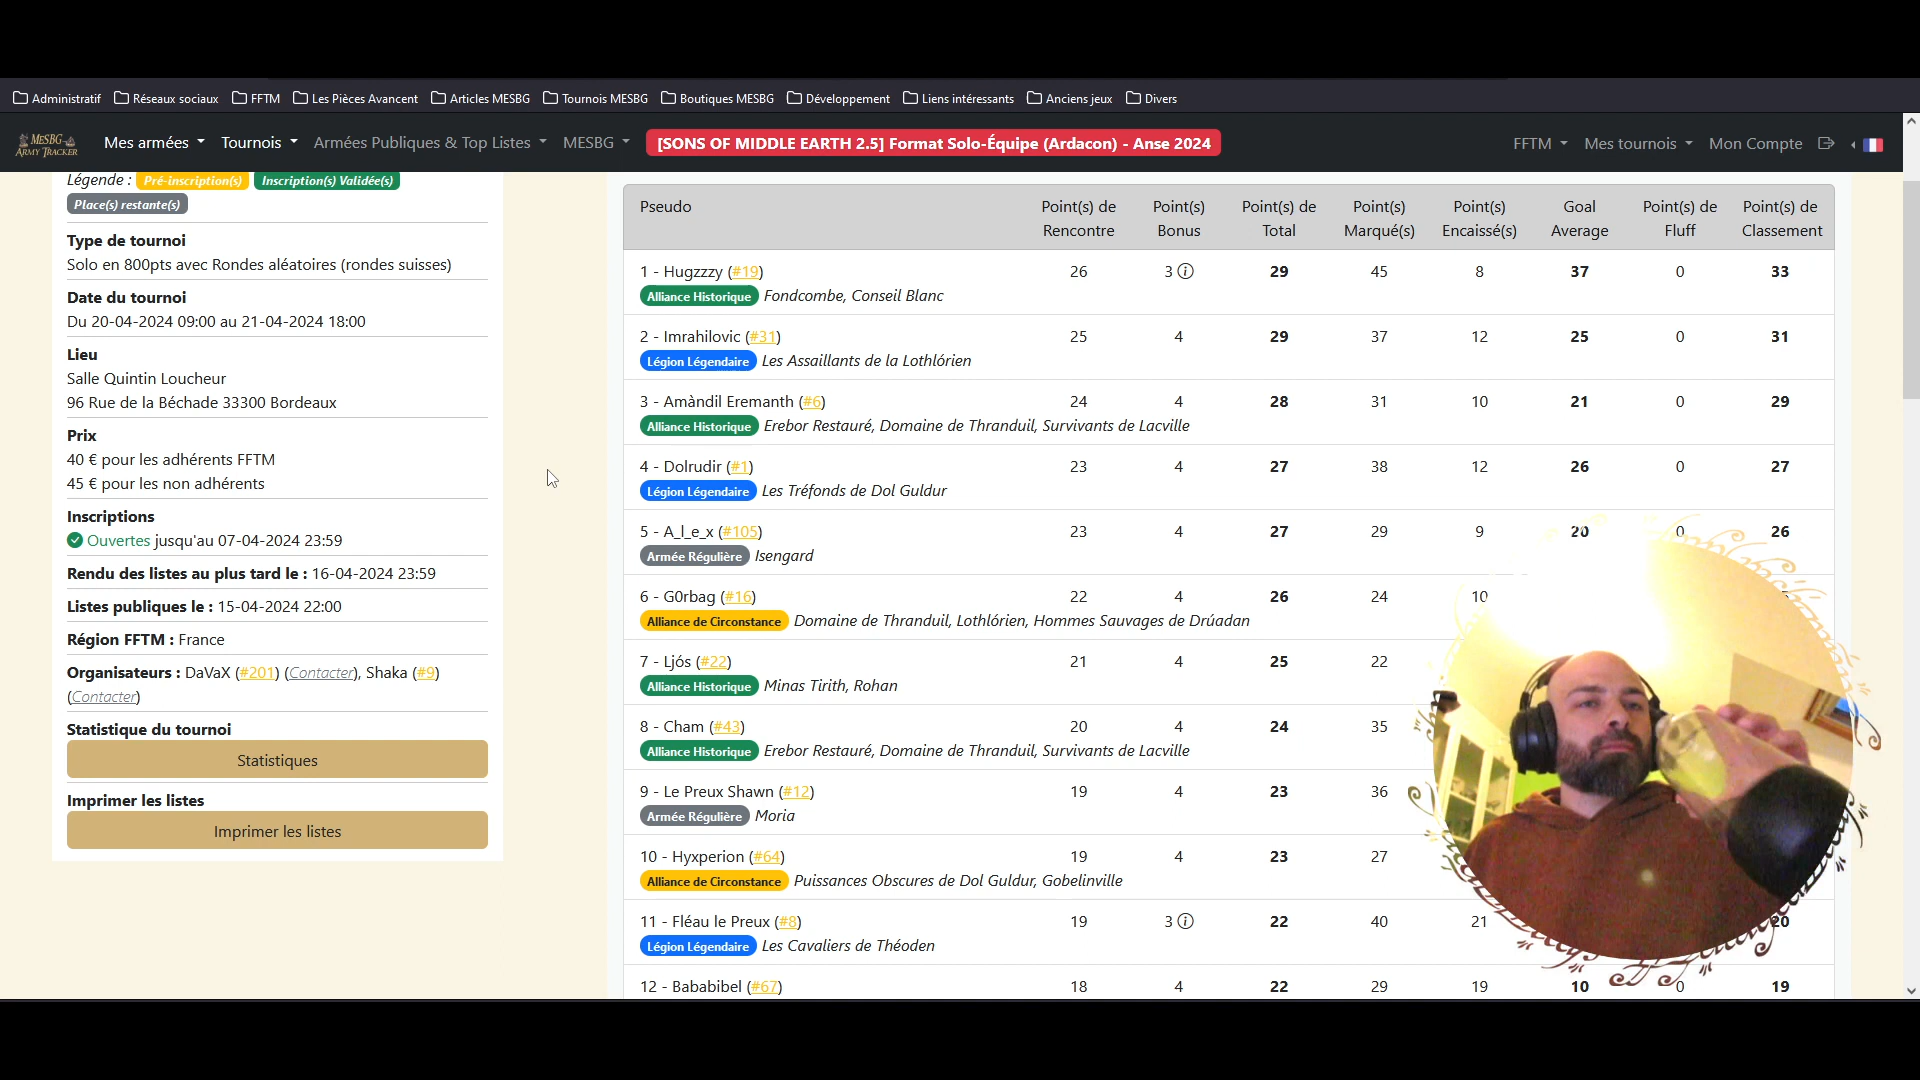 Administratif Réseaux sociaux FFTM Les Pièces Avancent Articles MESBG Tournois MESBG Boutiques MESBG Développement Liens intéressants Anciens jeux Divers
MESBG ARMY TRACKER Mes armées Tournois Armées Publiques & Top Listes MESBG [SONS OF MIDDLE EARTH 2.5] Format Solo-Équipe (Ardacon) - Anse 2024 FFTM Mes tournois Mon Compte
Légende : Pré-inscription(s) Inscription(s) Validée(s)
Place(s) restante(s)
Type de tournoi
Solo en 800pts avec Rondes aléatoires (rondes suisses)
Date du tournoi
Du 20-04-2024 09:00 au 21-04-2024 18:00
Lieu
Salle Quintin Loucheur
96 Rue de la Béchade 33300 Bordeaux
Prix
40 € pour les adhérents FFTM
45 € pour les non adhérents
Inscriptions
Ouvertes jusqu'au 07-04-2024 23:59
Rendu des listes au plus tard le : 16-04-2024 23:59
Listes publiques le : 15-04-2024 22:00
Région FFTM : France
Organisateurs : DaVaX (#201) (Contacter), Shaka (#9)
(Contacter)
Statistique du tournoi
Statistiques
Imprimer les listes
Imprimer les listes
Pseudo Point(s) de Rencontre Point(s) Bonus Point(s) de Total Point(s) Marqué(s) Point(s) Encaissé(s) Goal Average Point(s) de Fluff Point(s) de Classement
1 - Hugzzzy (#19) 26 3 29 45 8 37 0 33
Alliance Historique Fondcombe, Conseil Blanc
2 - Imrahilovic (#31) 25 4 29 37 12 25 0 31
Légion Légendaire Les Assaillants de la Lothlórien
3 - Amàndil Eremanth (#6) 24 4 28 31 10 21 0 29
Alliance Historique Erebor Restauré, Domaine de Thranduil, Survivants de Lacville
4 - Dolrudir (#1) 23 4 27 38 12 26 0 27
Légion Légendaire Les Tréfonds de Dol Guldur
5 - A_l_e_x (#105) 23 4 27 29 9 20 0 26
Armée Régulière Isengard
6 - G0rbag (#16) 22 4 26 24 10
Alliance de Circonstance Domaine de Thranduil, Lothlórien, Hommes Sauvages de Drúadan
7 - Ljós (#22) 21 4 25 22
Alliance Historique Minas Tirith, Rohan
8 - Cham (#43) 20 4 24 35
Alliance Historique Erebor Restauré, Domaine de Thranduil, Survivants de Lacville
9 - Le Preux Shawn (#12) 19 4 23 36
Armée Régulière Moria
10 - Hyxperion (#64) 19 4 23 27
Alliance de Circonstance Puissances Obscures de Dol Guldur, Gobelinville
11 - Fléau le Preux (#8) 19 3 22 40 21 20
Légion Légendaire Les Cavaliers de Théoden
12 - Bababibel (#67) 18 4 22 29 19 10 0 19